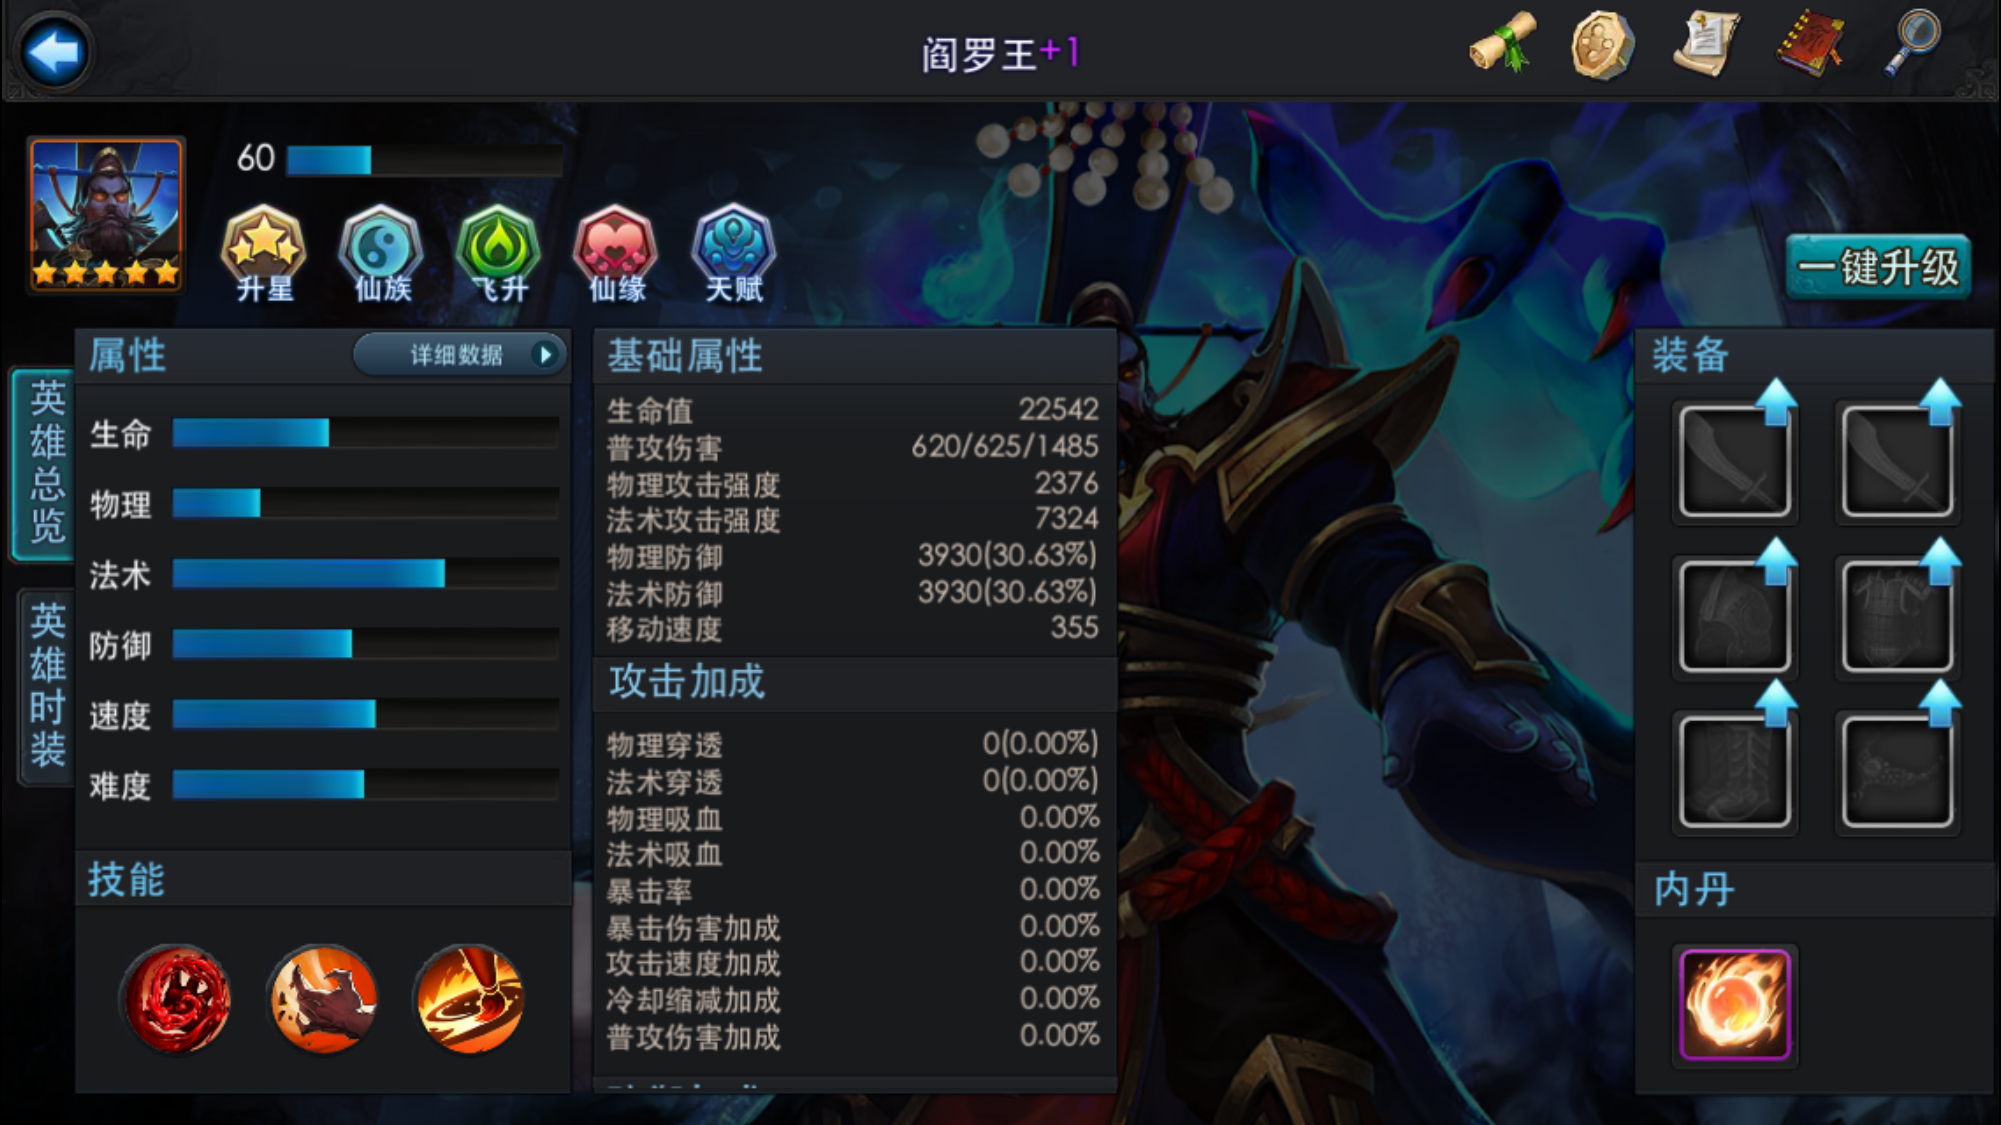 阎罗王+1
60
升星
仙族
飞升
仙缘
天赋
一键升级
英雄总览
英雄时装
属性
详细数据
生命
物理
法术
防御
速度
难度
技能
基础属性
生命值 22542
普攻伤害 620/625/1485
物理攻击强度 2376
法术攻击强度 7324
物理防御 3930(30.63%)
法术防御 3930(30.63%)
移动速度 355
攻击加成
物理穿透 0(0.00%)
法术穿透 0(0.00%)
物理吸血 0.00%
法术吸血 0.00%
暴击率 0.00%
暴击伤害加成 0.00%
攻击速度加成 0.00%
冷却缩减加成 0.00%
普攻伤害加成 0.00%
装备
内丹